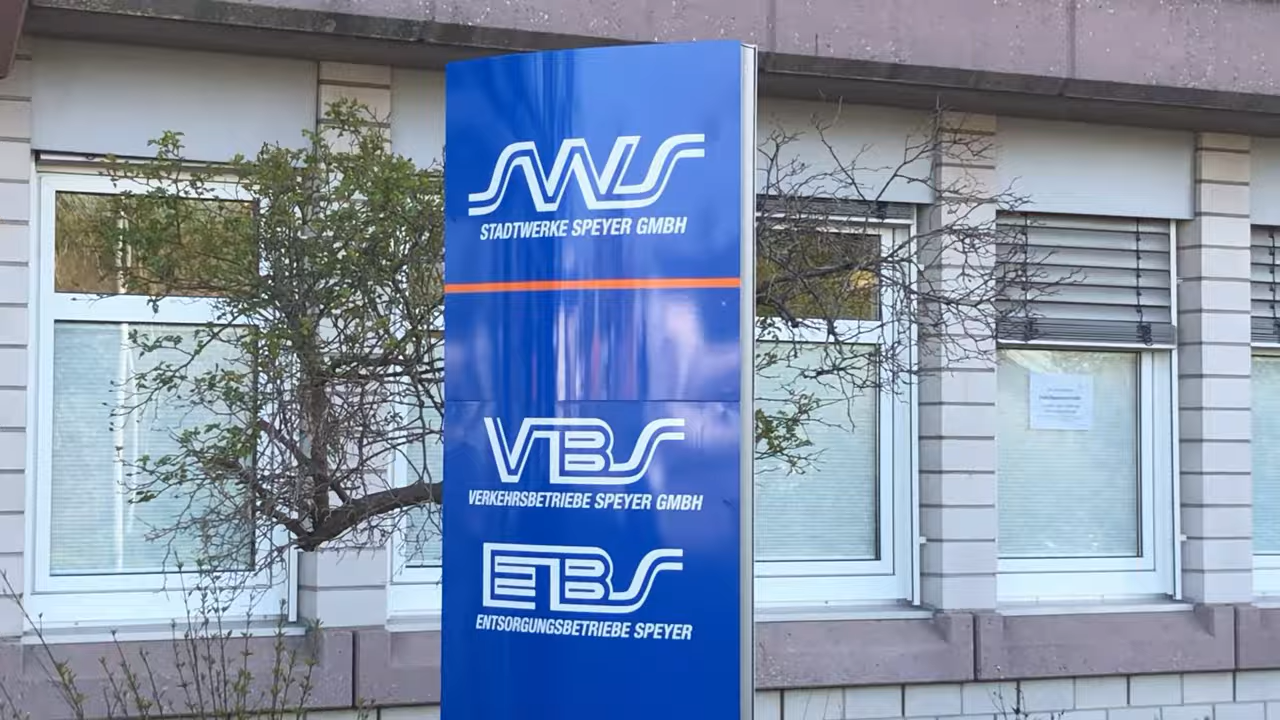 SWS
STADTWERKE SPEYER GMBH
VBS
VERKEHRSBETRIEBE SPEYER GMBH
EBS
ENTSORGUNGSBETRIEBE SPEYER